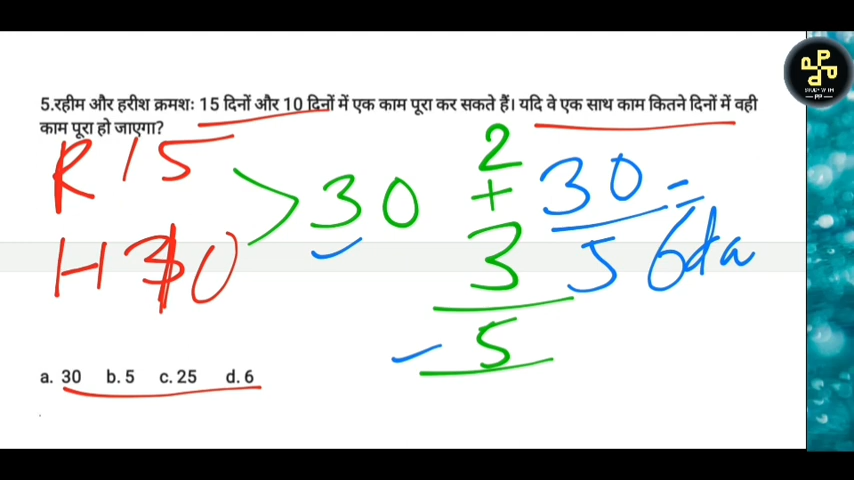 5.रहीम और हरीश क्रमशः 15 दिनों और 10 दिनों में एक काम पूरा कर सकते हैं। यदि वे एक साथ काम कितने दिनों में वही
काम पूरा हो जाएगा?
R 15
H 10
> 30
2
+
3
5
30 =
5 6da
a. 30 b. 5 c. 25 d. 6